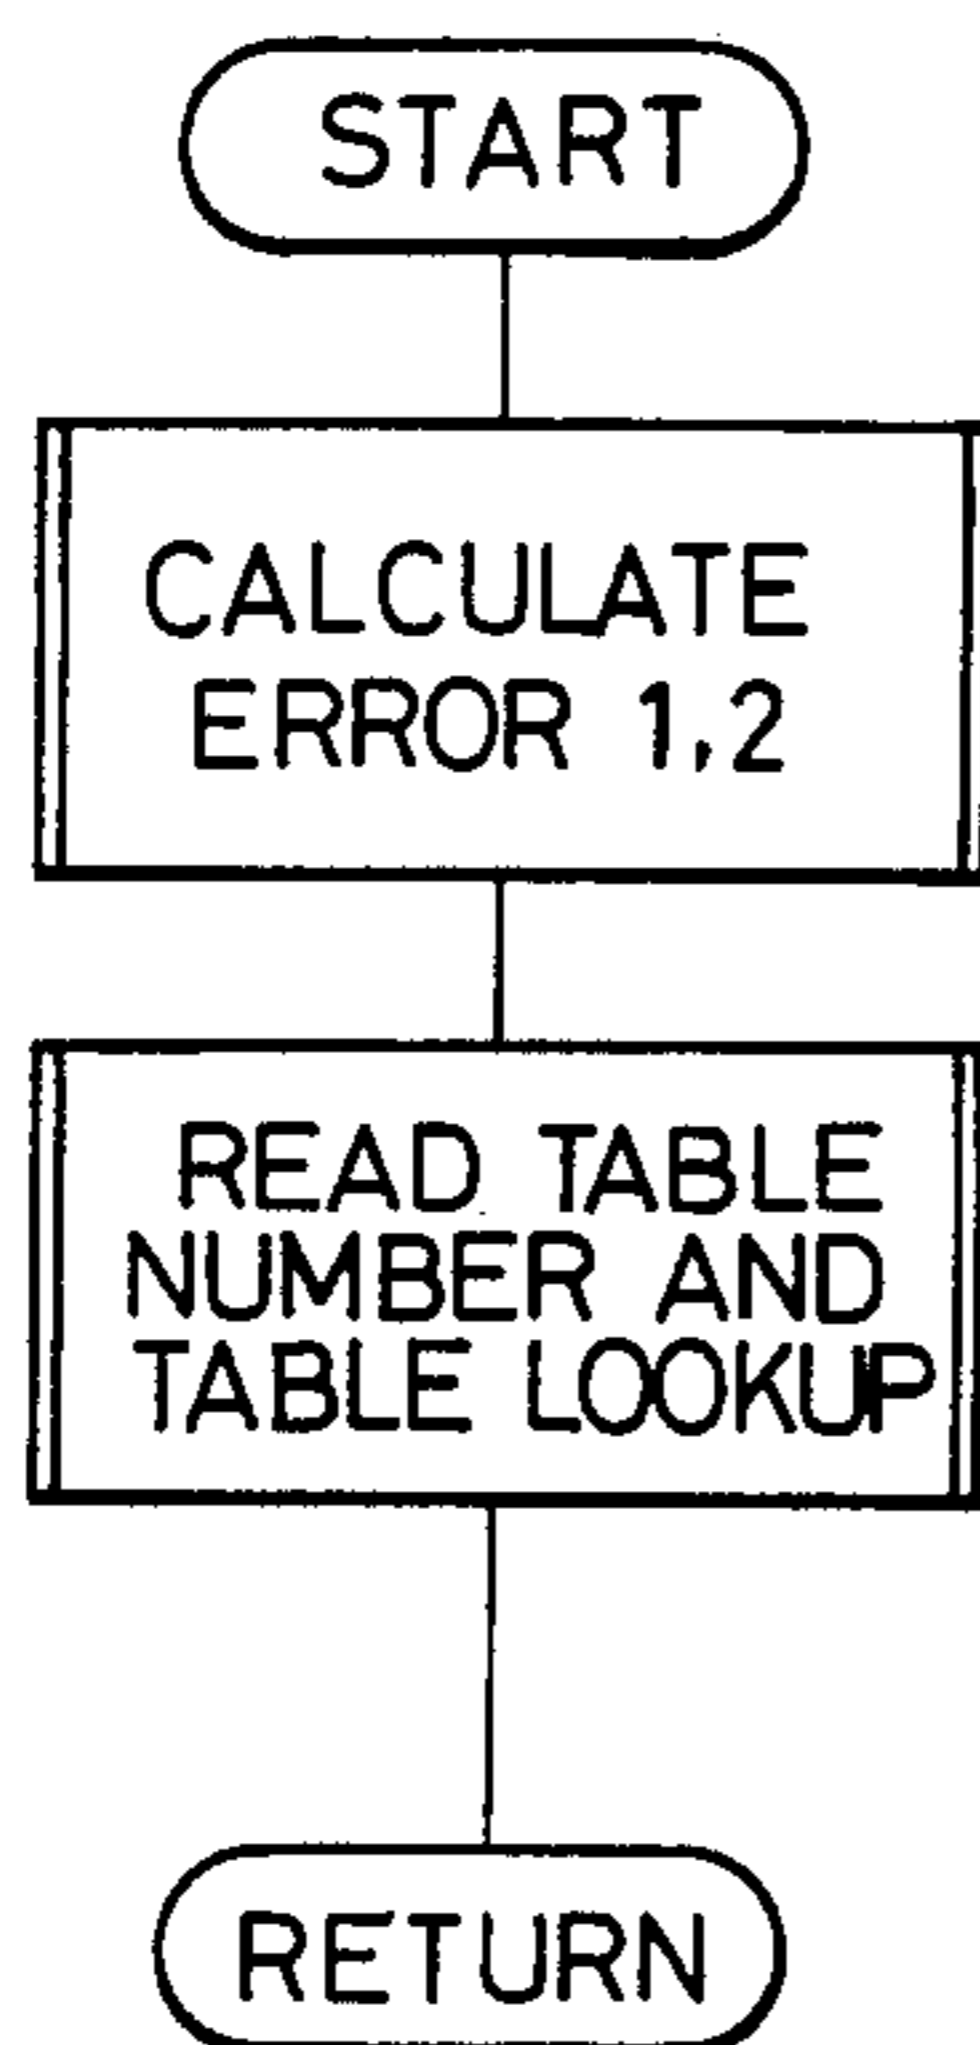 START
CALCULATE
ERROR 1,2
READ TABLE
NUMBER AND
TABLE LOOKUP
RETURN